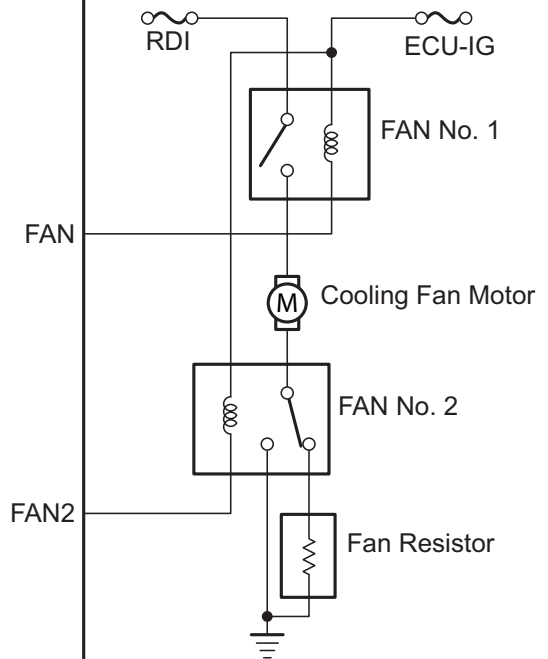 RDI
ECU-IG
FAN No. 1
FAN
M
Cooling Fan Motor
FAN No. 2
FAN2
Fan Resistor